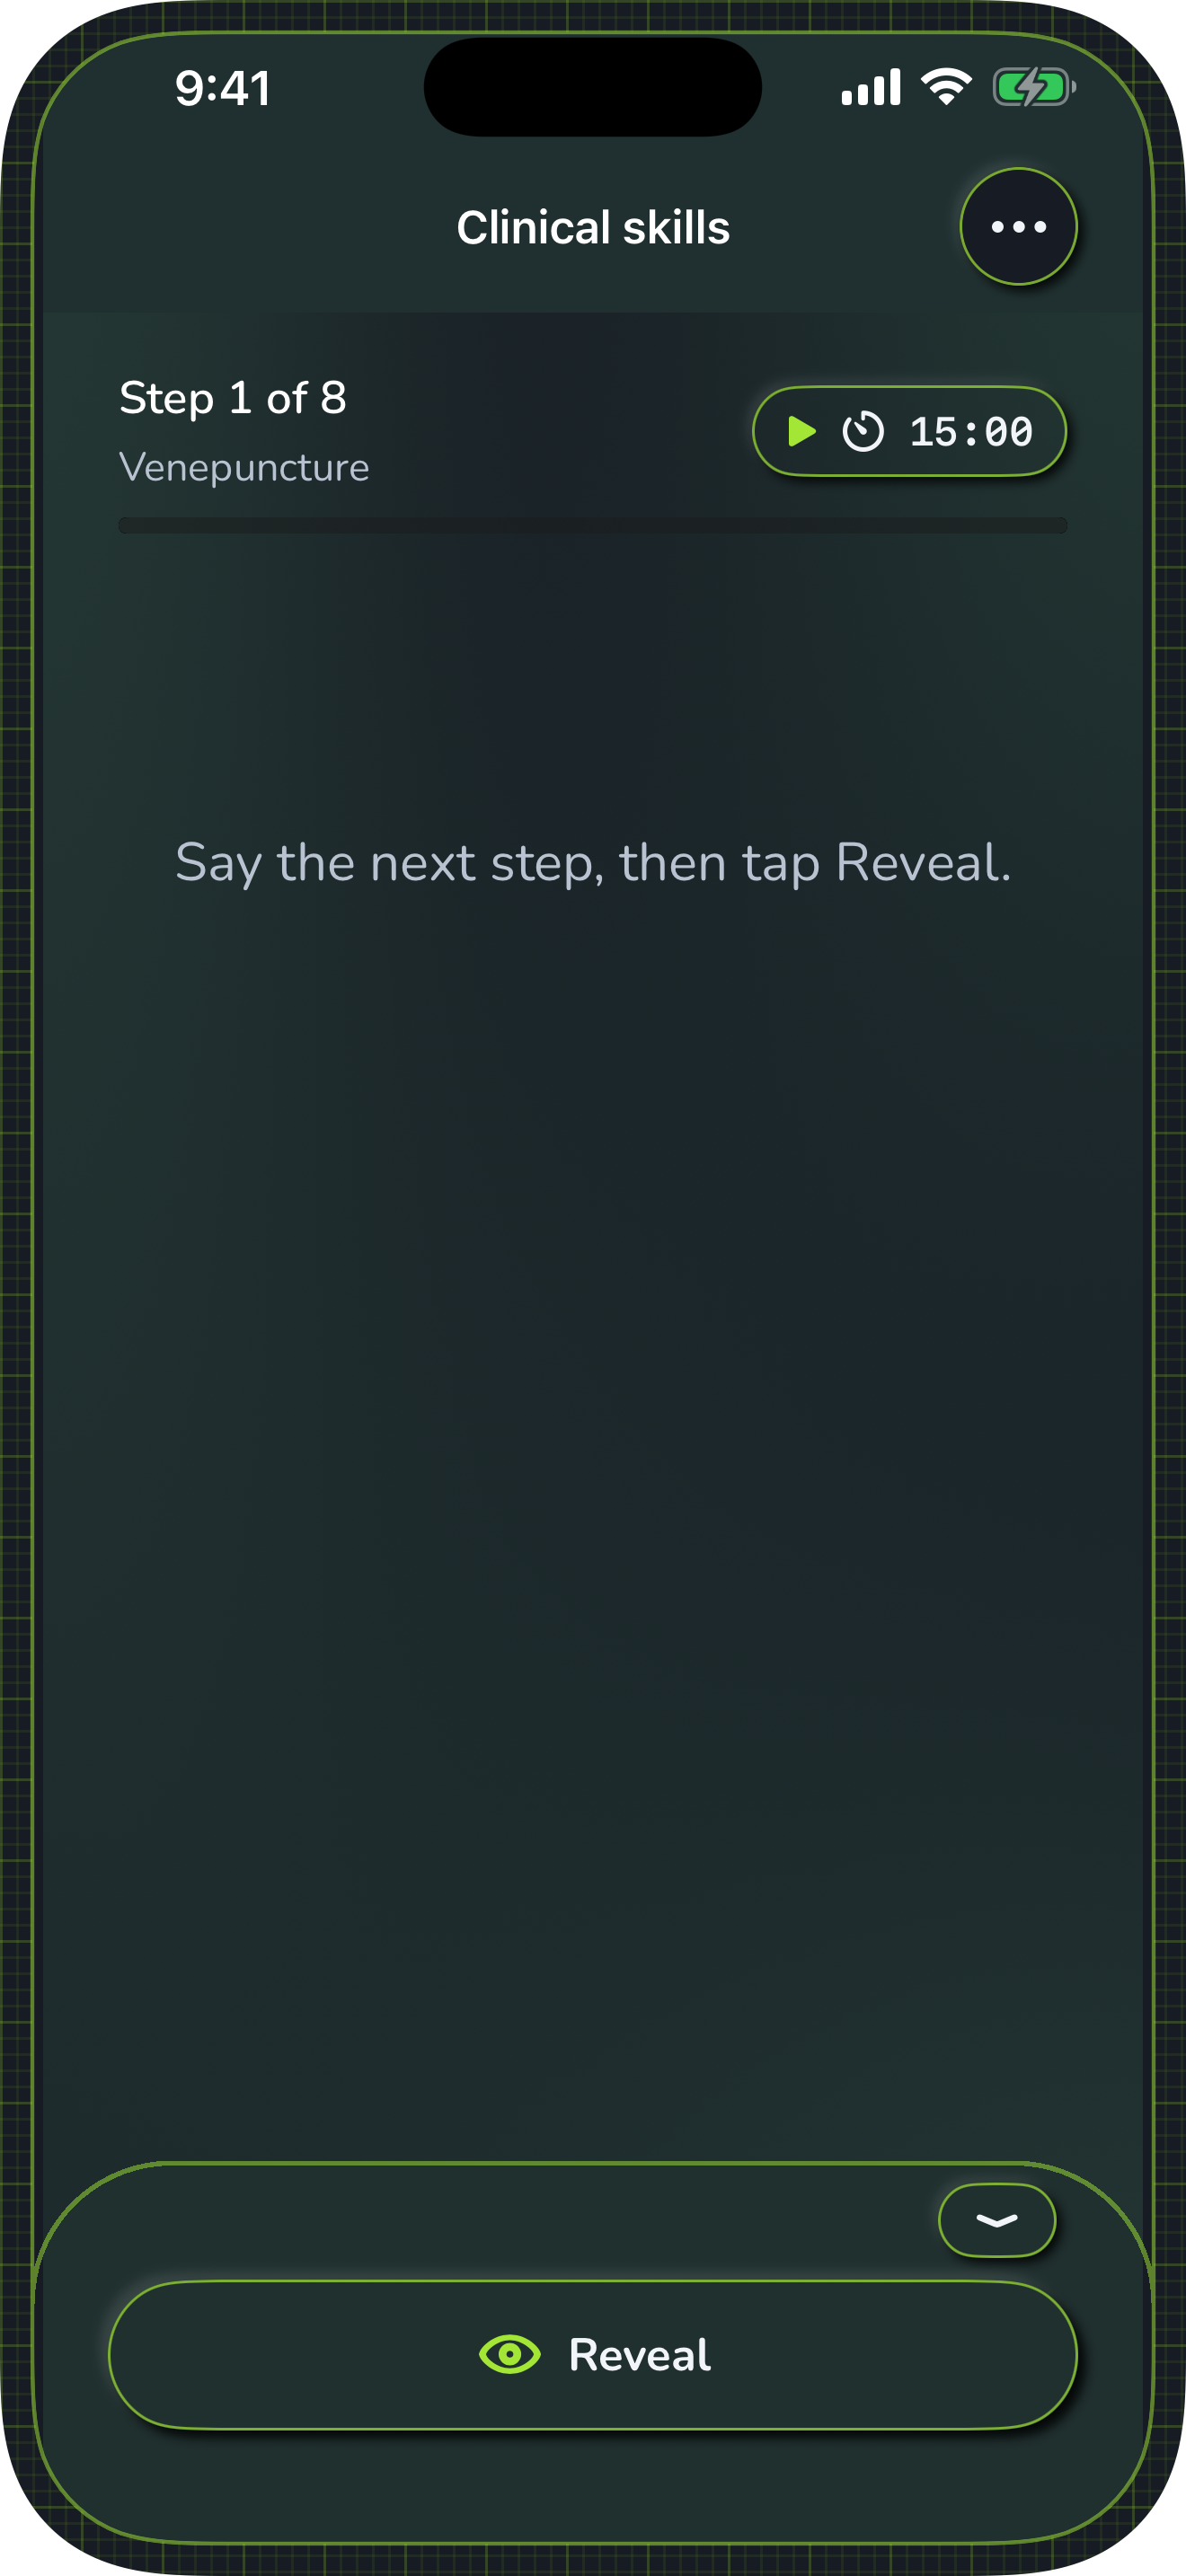 9:41
Clinical skills
Step 1 of 8
Venepuncture
15:00
Say the next step, then tap Reveal.
Reveal